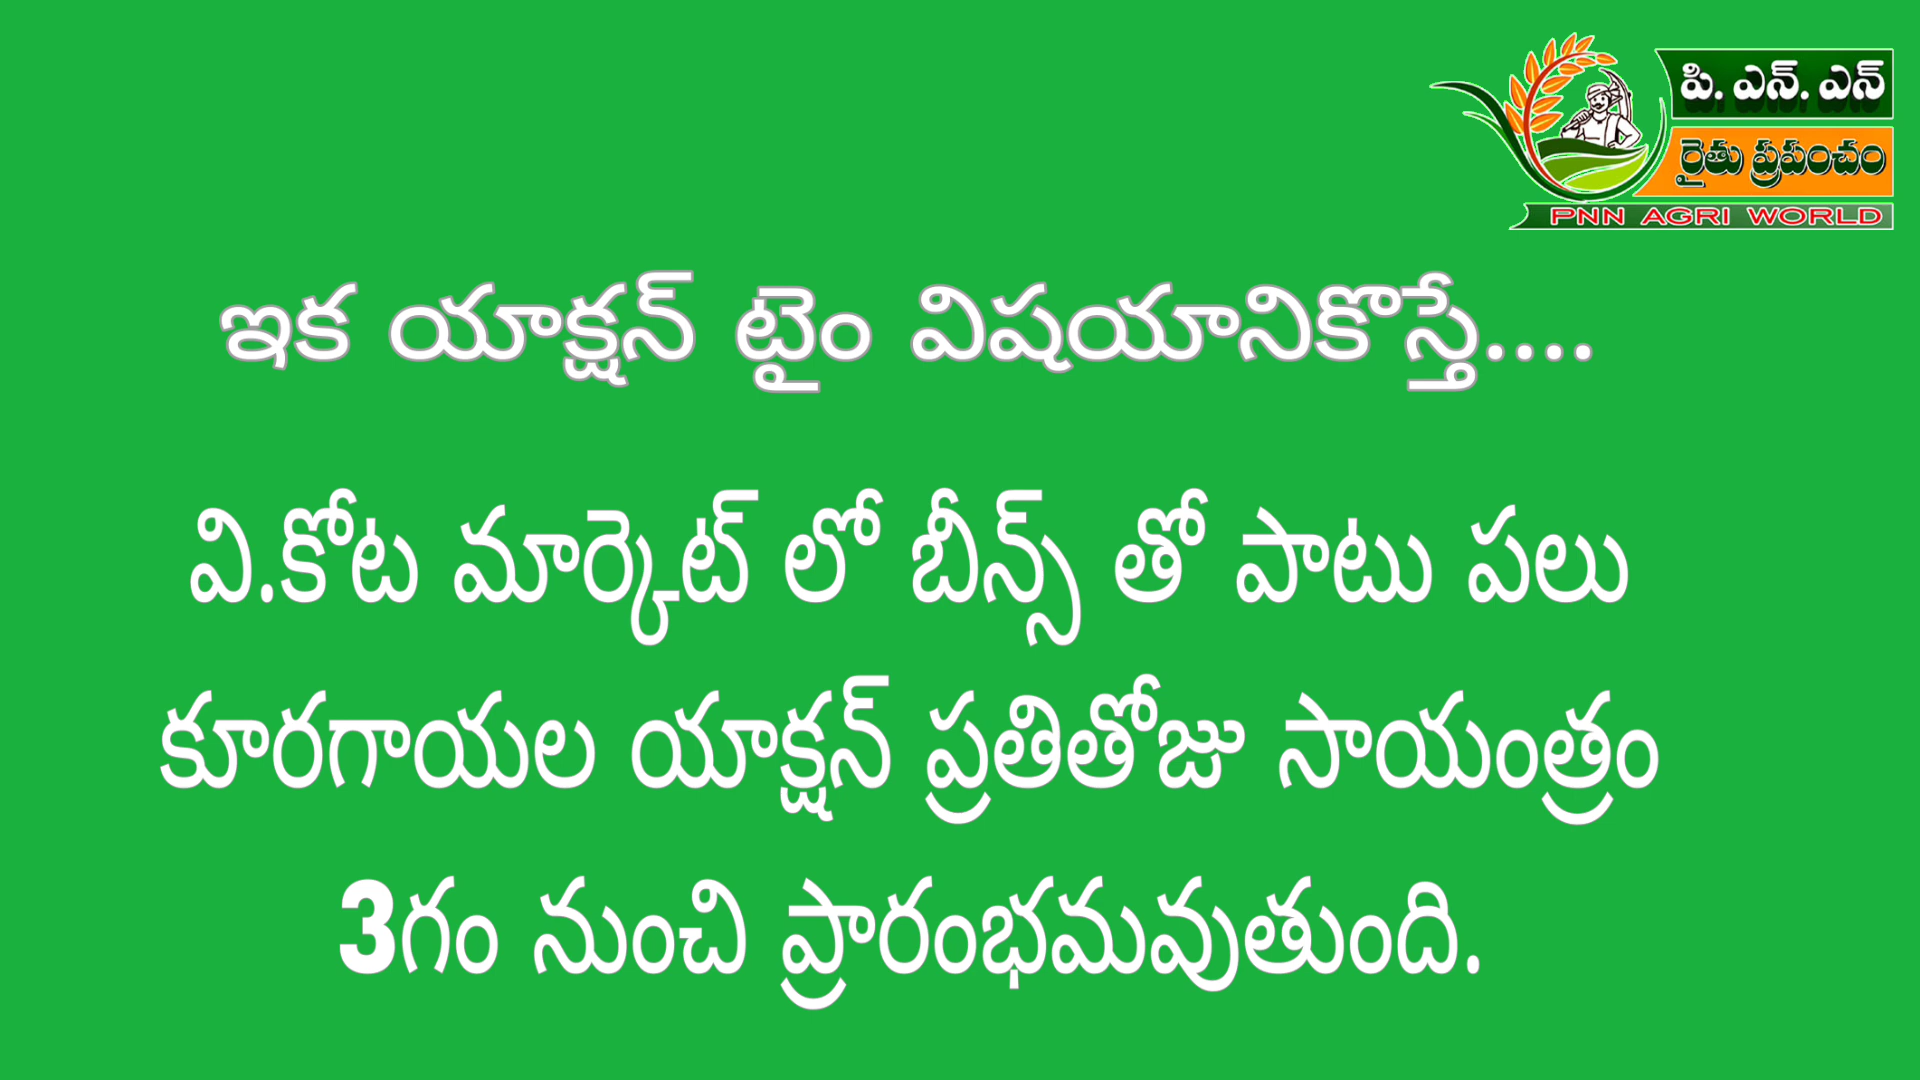 పి. ఎన్. ఎన్
రైతు ప్రపంచం
PNN AGRI WORLD
ఇక యాక్షన్ టైం విషయానికొస్తే....
వి.కోట మార్కెట్ లో బీన్స్ తో పాటు పలు
కూరగాయల యాక్షన్ ప్రతితోజు సాయంత్రం
3గం నుంచి ప్రారంభమవుతుంది.